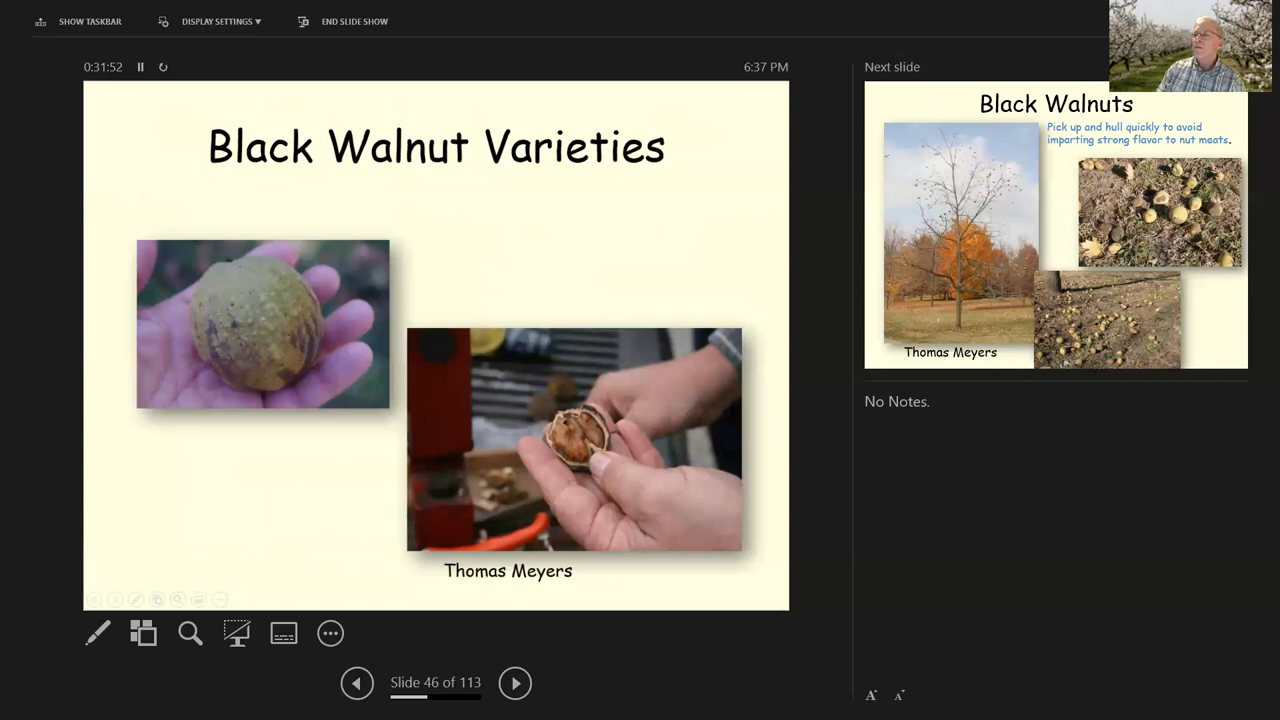 SHOW TASKBAR
DISPLAY SETTINGS ▼
END SLIDE SHOW
0:31:52
6:37 PM
Black Walnut Varieties
Thomas Meyers
Slide 46 of 113
Next slide
Black Walnuts
Pick up and hull quickly to avoid
imparting strong flavor to nut meats.
Thomas Meyers
No Notes.
A A